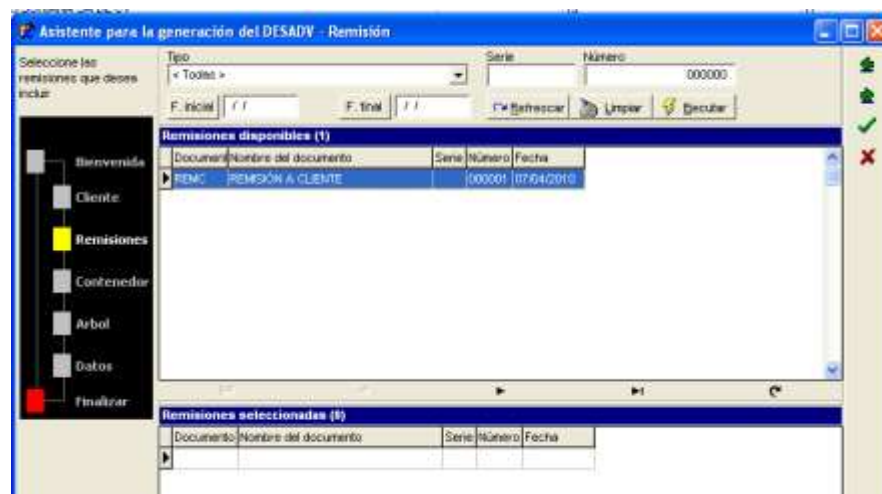 Asistente para la generación del DESADV - Remisión
Seleccione las
remisiones que desea
incluir
Tipo
Serie
Número
< Todas >
000000
F. inicial
/ /
F. final
/ /
Refrescar
Limpiar
Ejecutar
Bienvenida
Cliente
Remisiones
Contenedor
Arbol
Datos
Finalizar
Remisiones disponibles (1)
Document Nombre del documento Serie Número Fecha
REMC REMISIÓN A CLIENTE 000001 07/04/2010
Remisiones seleccionadas (0)
Documento Nombre del documento Serie Número Fecha